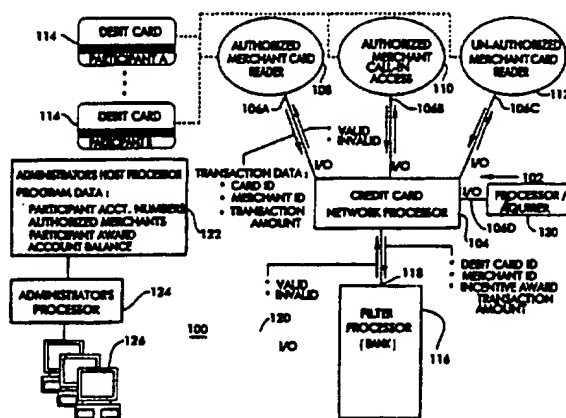 114
DEBIT CARD
PARTICIPANT A
114
DEBIT CARD
AUTHORIZED
MERCHANT CARD
READER
108
AUTHORIZED
MERCHANT
CALL-IN
ACCESS
110
UN-AUTHORIZED
MERCHANT CARD
READER
112
106A
106B
106C
• VALID
• INVALID
I/O
I/O
I/O
TRANSACTION DATA:
• CARD ID
• MERCHANT ID
• TRANSACTION
AMOUNT
CREDIT CARD
NETWORK PROCESSOR
102
I/O
104
106D
PROCESSOR /
AQUIRER
130
ADMINISTRATOR'S HOST PROCESSOR
PROGRAM DATA:
PARTICIPANT ACCT. NUMBERS
AUTHORIZED MERCHANTS
PARTICIPANT AWARD
ACCOUNT BALANCE
122
ADMINISTRATOR'S
PROCESSOR
124
126
100
• VALID
• INVALID
120
I/O
118
• DEBIT CARD ID
• MERCHANT ID
• INCENTIVE AWARD
TRANSACTION
AMOUNT
FILTER
PROCESSOR
[BANK]
116